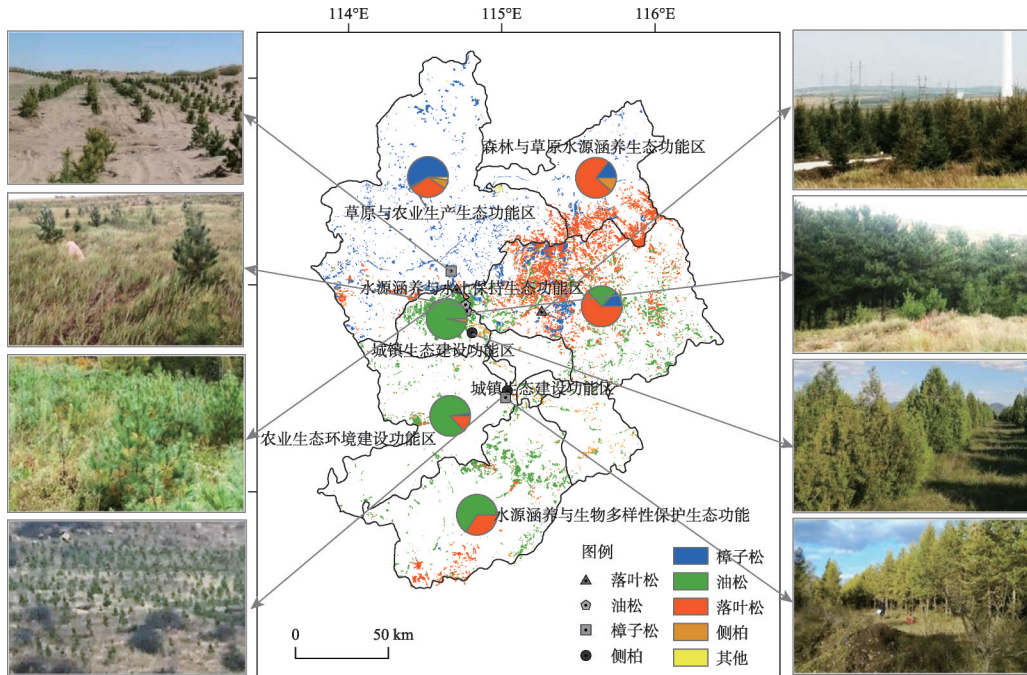 114°E
115°E
116°E
森林与草原水源涵养生态功能区
草原与农业生产生态功能区
水源涵养与水土保持生态功能区
城镇生态建设功能区
城镇生态建设功能区
农业生态环境建设功能区
水源涵养与生物多样性保护生态功能
图例
落叶松
油松
樟子松
侧柏
樟子松
油松
落叶松
侧柏
其他
0
50 km